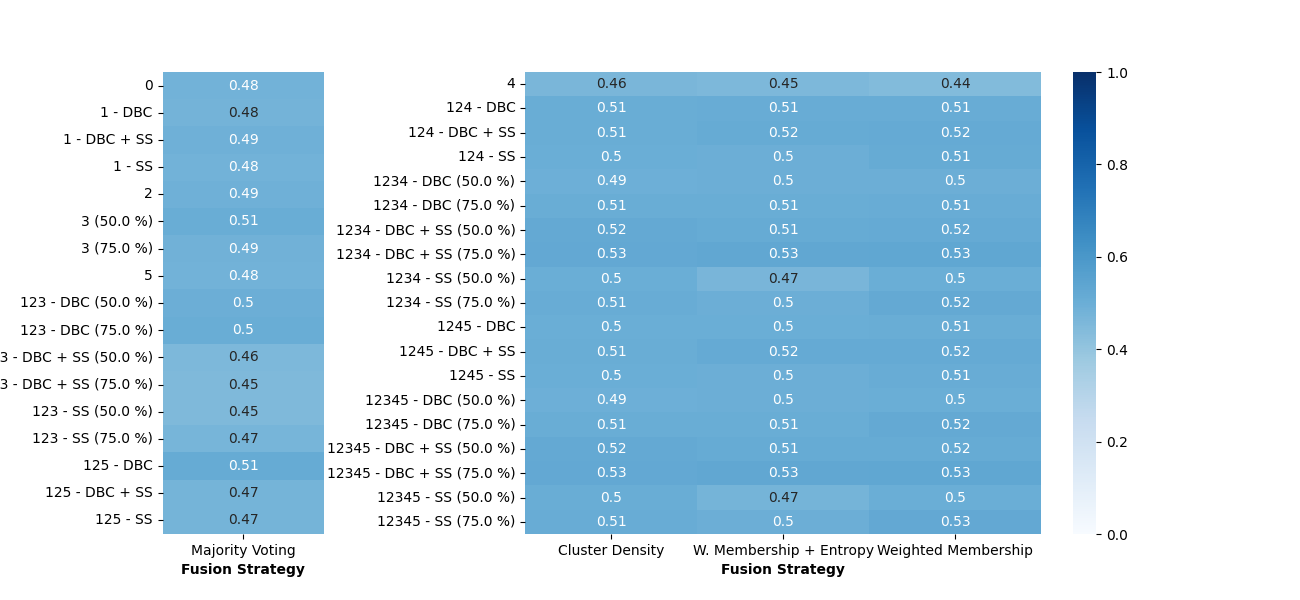 0 0.48
1 - DBC 0.48
1 - DBC + SS 0.49
1 - SS 0.48
2 0.49
3 (50.0 %) 0.51
3 (75.0 %) 0.49
5 0.48
123 - DBC (50.0 %) 0.5
123 - DBC (75.0 %) 0.5
3 - DBC + SS (50.0 %) 0.46
3 - DBC + SS (75.0 %) 0.45
123 - SS (50.0 %) 0.45
123 - SS (75.0 %) 0.47
125 - DBC 0.51
125 - DBC + SS 0.47
125 - SS 0.47
Majority Voting
Fusion Strategy
4 0.46 0.45 0.44
124 - DBC 0.51 0.51 0.51
124 - DBC + SS 0.51 0.52 0.52
124 - SS 0.5 0.5 0.51
1234 - DBC (50.0 %) 0.49 0.5 0.5
1234 - DBC (75.0 %) 0.51 0.51 0.51
1234 - DBC + SS (50.0 %) 0.52 0.51 0.52
1234 - DBC + SS (75.0 %) 0.53 0.53 0.53
1234 - SS (50.0 %) 0.5 0.47 0.5
1234 - SS (75.0 %) 0.51 0.5 0.52
1245 - DBC 0.5 0.5 0.51
1245 - DBC + SS 0.51 0.52 0.52
1245 - SS 0.5 0.5 0.51
12345 - DBC (50.0 %) 0.49 0.5 0.5
12345 - DBC (75.0 %) 0.51 0.51 0.52
12345 - DBC + SS (50.0 %) 0.52 0.51 0.52
12345 - DBC + SS (75.0 %) 0.53 0.53 0.53
12345 - SS (50.0 %) 0.5 0.47 0.5
12345 - SS (75.0 %) 0.51 0.5 0.53
Cluster Density W. Membership + Entropy Weighted Membership
Fusion Strategy
1.0
0.8
0.6
0.4
0.2
0.0